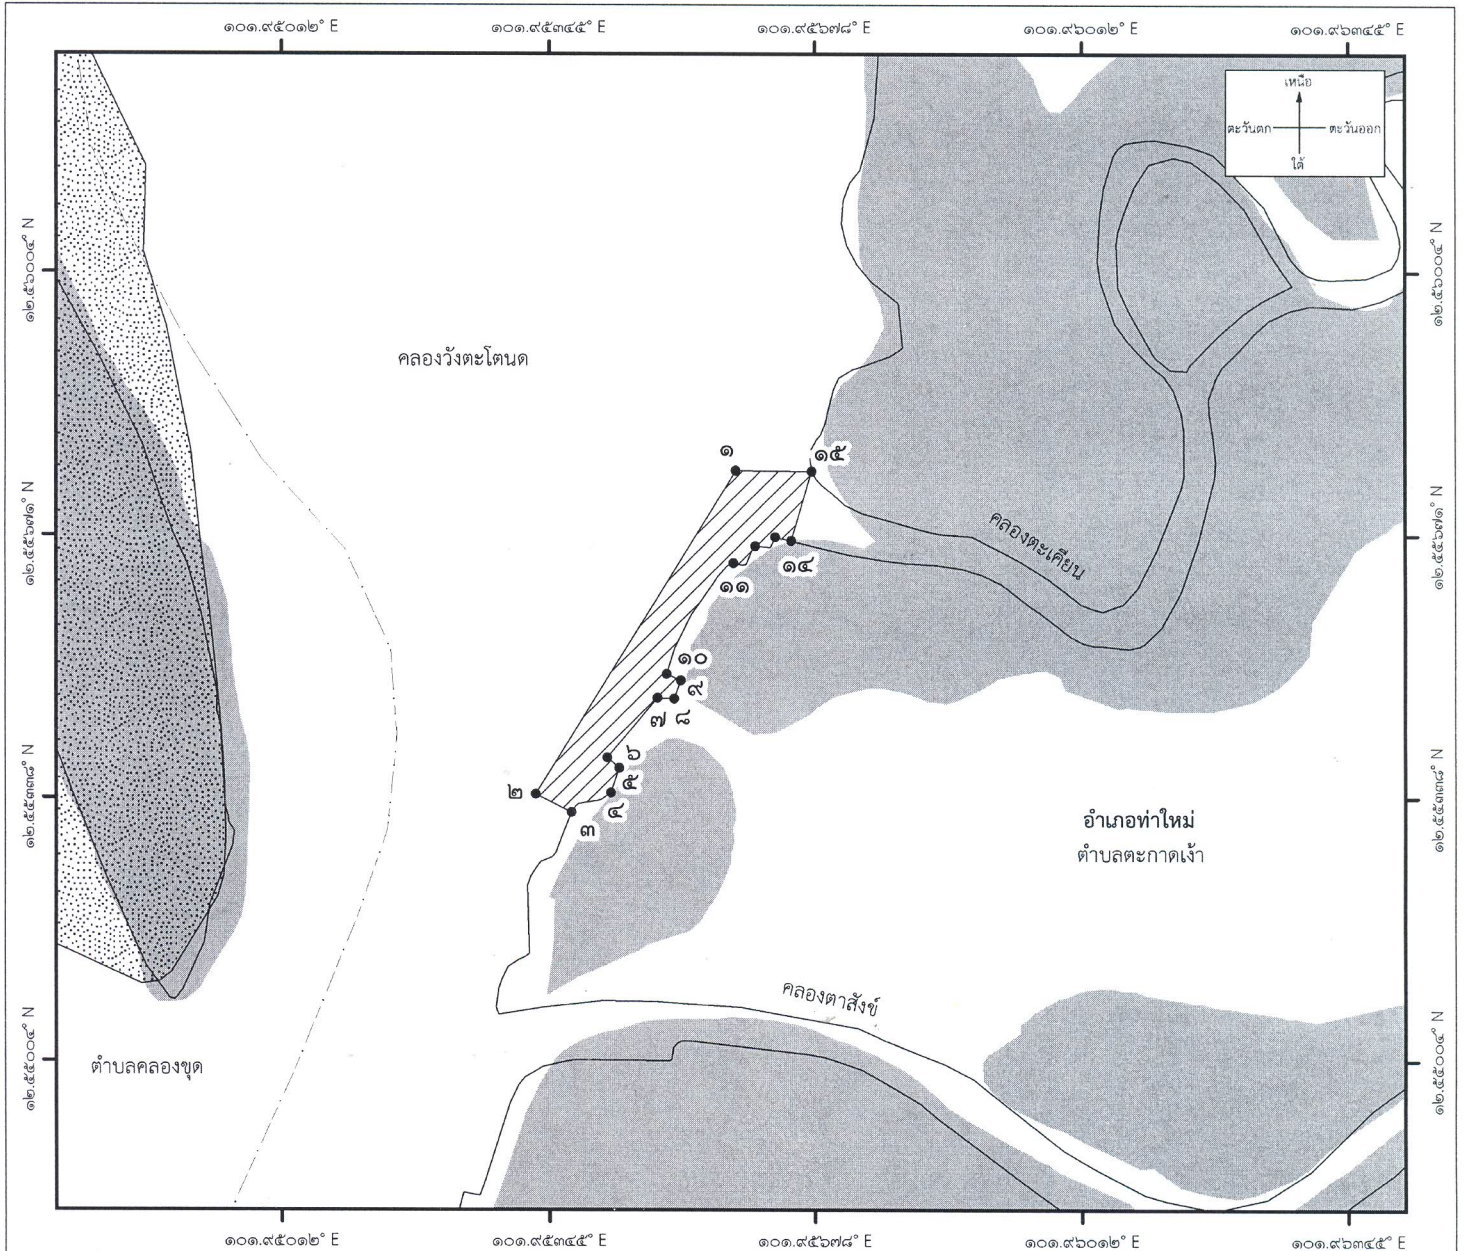 ๑๐๑.๙๕๐๑๒° E
๑๐๑.๙๕๓๔๕° E
๑๐๑.๙๕๖๗๘° E
๑๐๑.๙๖๐๑๒° E
๑๐๑.๙๖๓๔๕° E
เหนือ
ตะวันตก
ตะวันออก
ใต้
๑๒.๕๖๐๐๔° N
๑๒.๕๖๐๐๔° N
คลองวังตะโตนด
๑
๑๕
๑๒.๕๕๖๗๑° N
๑๒.๕๕๖๗๑° N
คลองตะเคียน
๑๔
๑๑
๑๐
๙
๗
๘
๖
๕
๒
๔
๓
๑๒.๕๕๓๓๘° N
๑๒.๕๕๓๓๘° N
อำเภอท่าใหม่
ตำบลตะกาดเง้า
คลองตาสังข์
๑๒.๕๕๐๐๔° N
๑๒.๕๕๐๐๔° N
ตำบลคลองขุด
๑๐๑.๙๕๐๑๒° E
๑๐๑.๙๕๓๔๕° E
๑๐๑.๙๕๖๗๘° E
๑๐๑.๙๖๐๑๒° E
๑๐๑.๙๖๓๔๕° E